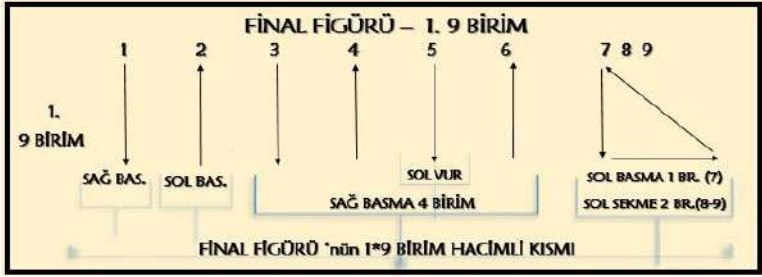 FİNAL FİGÜRÜ – 1. 9 BİRİM
1 2 3 4 5 6 7 8 9
1.
9 BİRİM
SAĞ BAS. SOL BAS. SOL VUR SOL BASMA 1 BR. (7)
SAĞ BASMA 4 BİRİM SOL SEKME 2 BR.(8-9)
FİNAL FİGÜRÜ 'nün 1*9 BİRİM HACİMLİ KISMI